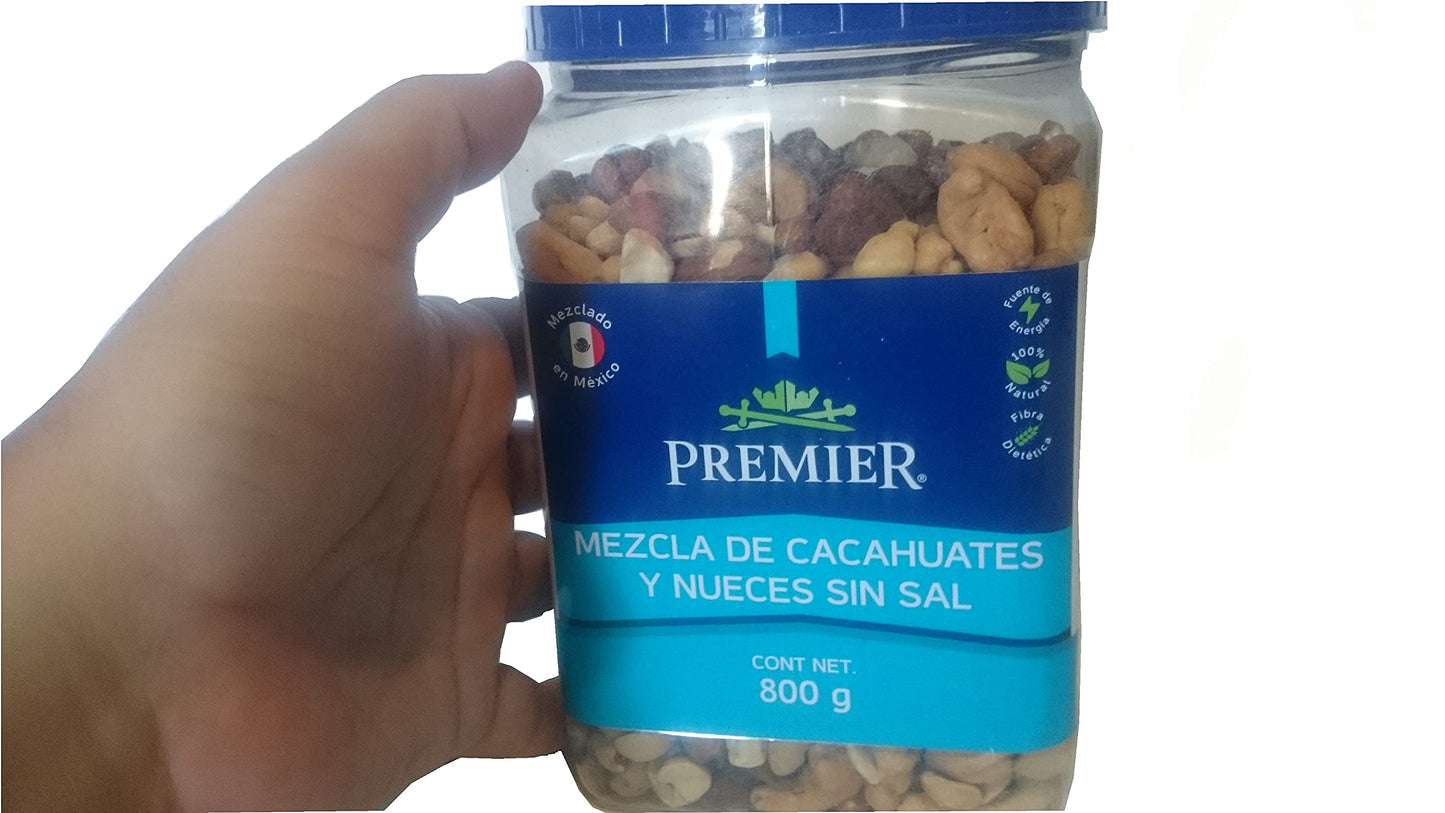 Mezclado
en México
Fuente de
Energía
100%
Natural
Fibra
Dietética
PREMIER®
MEZCLA DE CACAHUATES
Y NUECES SIN SAL
CONT NET.
800 g